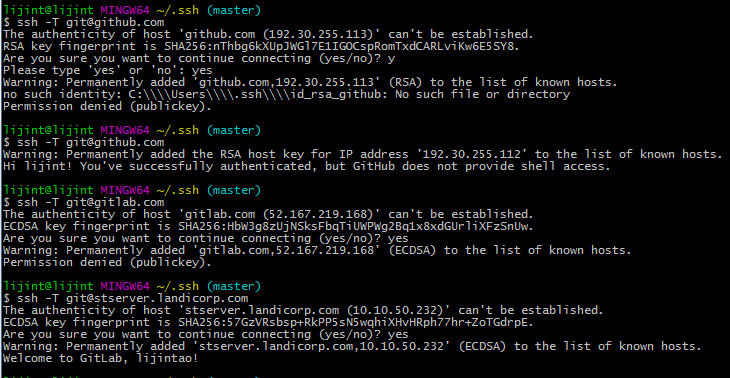 lijint@lijint MINGW64 ~/.ssh (master)
$ ssh -T git@github.com
The authenticity of host 'github.com (192.30.255.113)' can't be established.
RSA key fingerprint is SHA256:nThbg6kXUpJWGl7E1IGOCspRomTxdCARLviKw6E5SY8.
Are you sure you want to continue connecting (yes/no)? y
Please type 'yes' or 'no': yes
Warning: Permanently added 'github.com,192.30.255.113' (RSA) to the list of known hosts.
no such identity: C:\\\\Users\\\\.ssh\\\\id_rsa_github: No such file or directory
Permission denied (publickey).
lijint@lijint MINGW64 ~/.ssh (master)
$ ssh -T git@github.com
Warning: Permanently added the RSA host key for IP address '192.30.255.112' to the list of known hosts.
Hi lijint! You've successfully authenticated, but GitHub does not provide shell access.
lijint@lijint MINGW64 ~/.ssh (master)
$ ssh -T git@gitlab.com
The authenticity of host 'gitlab.com (52.167.219.168)' can't be established.
ECDSA key fingerprint is SHA256:HbW3g8zUjNSksFbqTiUWPWg2Bq1x8xdGUrliXFzSnUw.
Are you sure you want to continue connecting (yes/no)? yes
Warning: Permanently added 'gitlab.com,52.167.219.168' (ECDSA) to the list of known hosts.
Permission denied (publickey).
lijint@lijint MINGW64 ~/.ssh (master)
$ ssh -T git@stserver.landicorp.com
The authenticity of host 'stserver.landicorp.com (10.10.50.232)' can't be established.
ECDSA key fingerprint is SHA256:57GzVRsbsp+RkPP5sN5wqhiXHvHRph77hr+ZoTGdrpE.
Are you sure you want to continue connecting (yes/no)? yes
Warning: Permanently added 'stserver.landicorp.com,10.10.50.232' (ECDSA) to the list of known hosts.
Welcome to GitLab, lijintao!